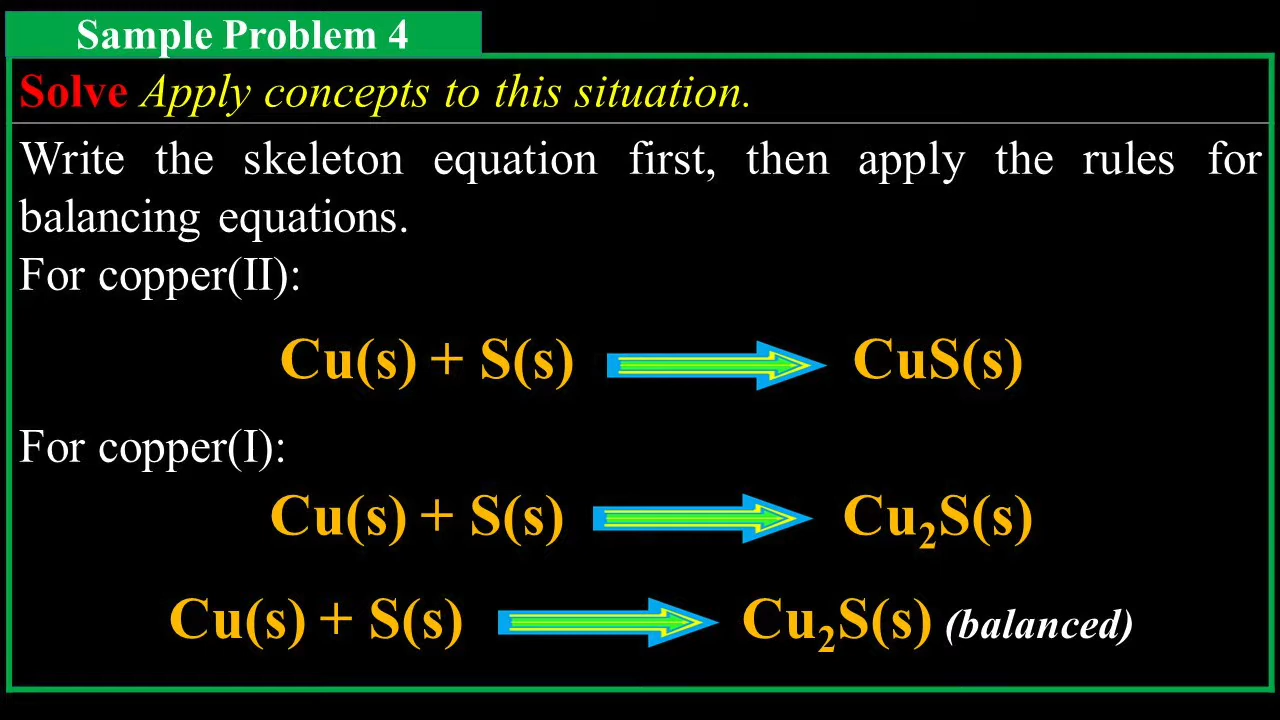 Sample Problem 4
Solve Apply concepts to this situation.
Write the skeleton equation first, then apply the rules for
balancing equations.
For copper(II):
Cu(s) + S(s) CuS(s)
For copper(I):
Cu(s) + S(s) Cu₂S(s)
Cu(s) + S(s) Cu₂S(s) (balanced)